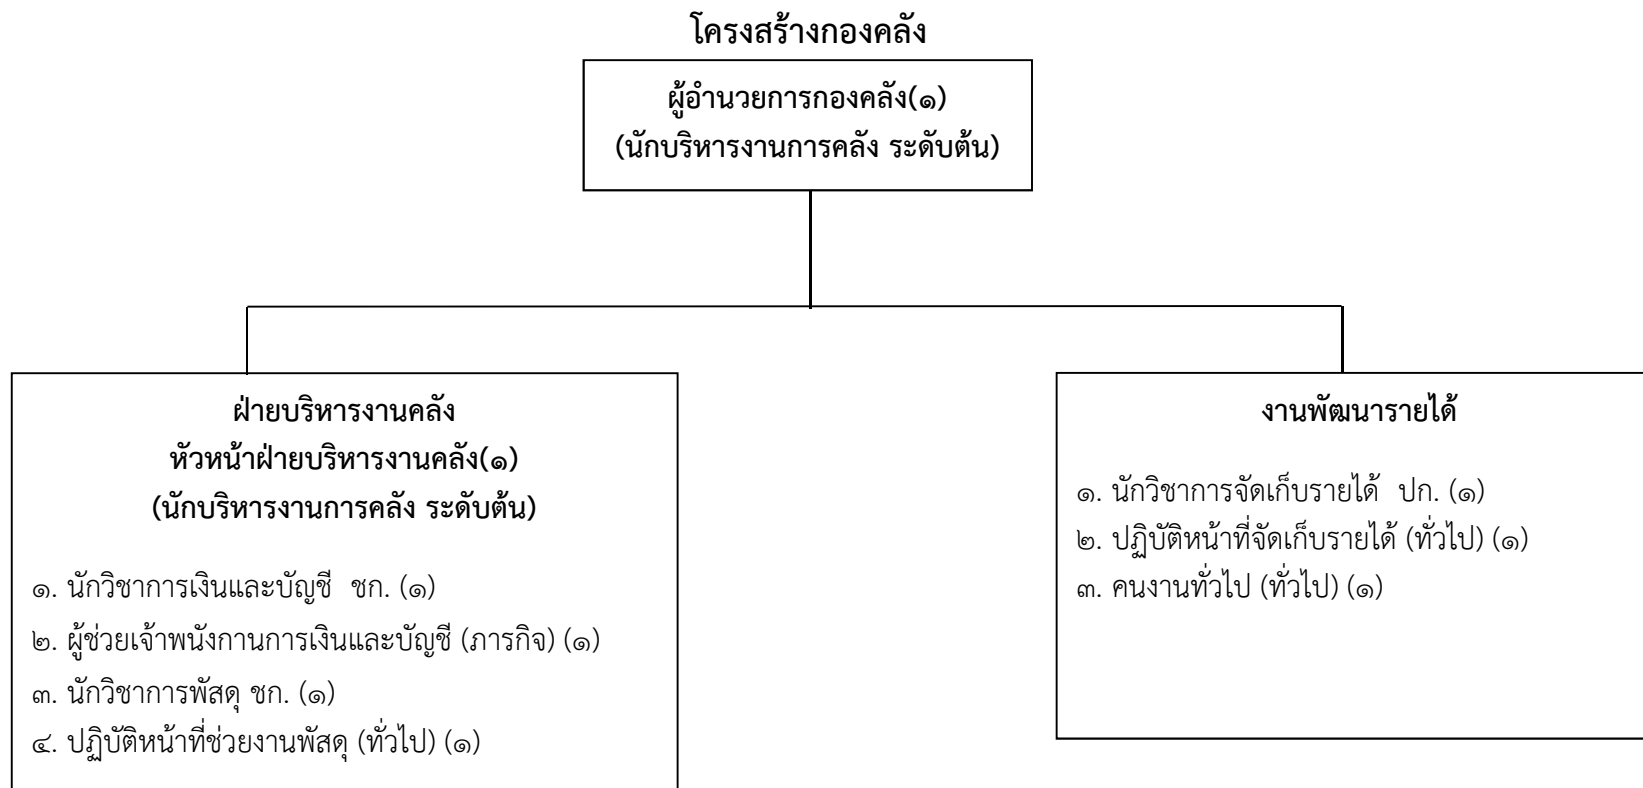 โครงสร้างกองคลัง
ผู้อำนวยการกองคลัง(๑)
(นักบริหารงานการคลัง ระดับต้น)
ฝ่ายบริหารงานคลัง
หัวหน้าฝ่ายบริหารงานคลัง(๑)
(นักบริหารงานการคลัง ระดับต้น)
๑. นักวิชาการเงินและบัญชี  ชก. (๑)
๒. ผู้ช่วยเจ้าพนังกานการเงินและบัญชี (ภารกิจ) (๑)
๓. นักวิชาการพัสดุ ชก. (๑)
๔. ปฏิบัติหน้าที่ช่วยงานพัสดุ (ทั่วไป) (๑)
งานพัฒนารายได้
๑. นักวิชาการจัดเก็บรายได้  ปก. (๑)
๒. ปฏิบัติหน้าที่จัดเก็บรายได้ (ทั่วไป) (๑)
๓. คนงานทั่วไป (ทั่วไป) (๑)